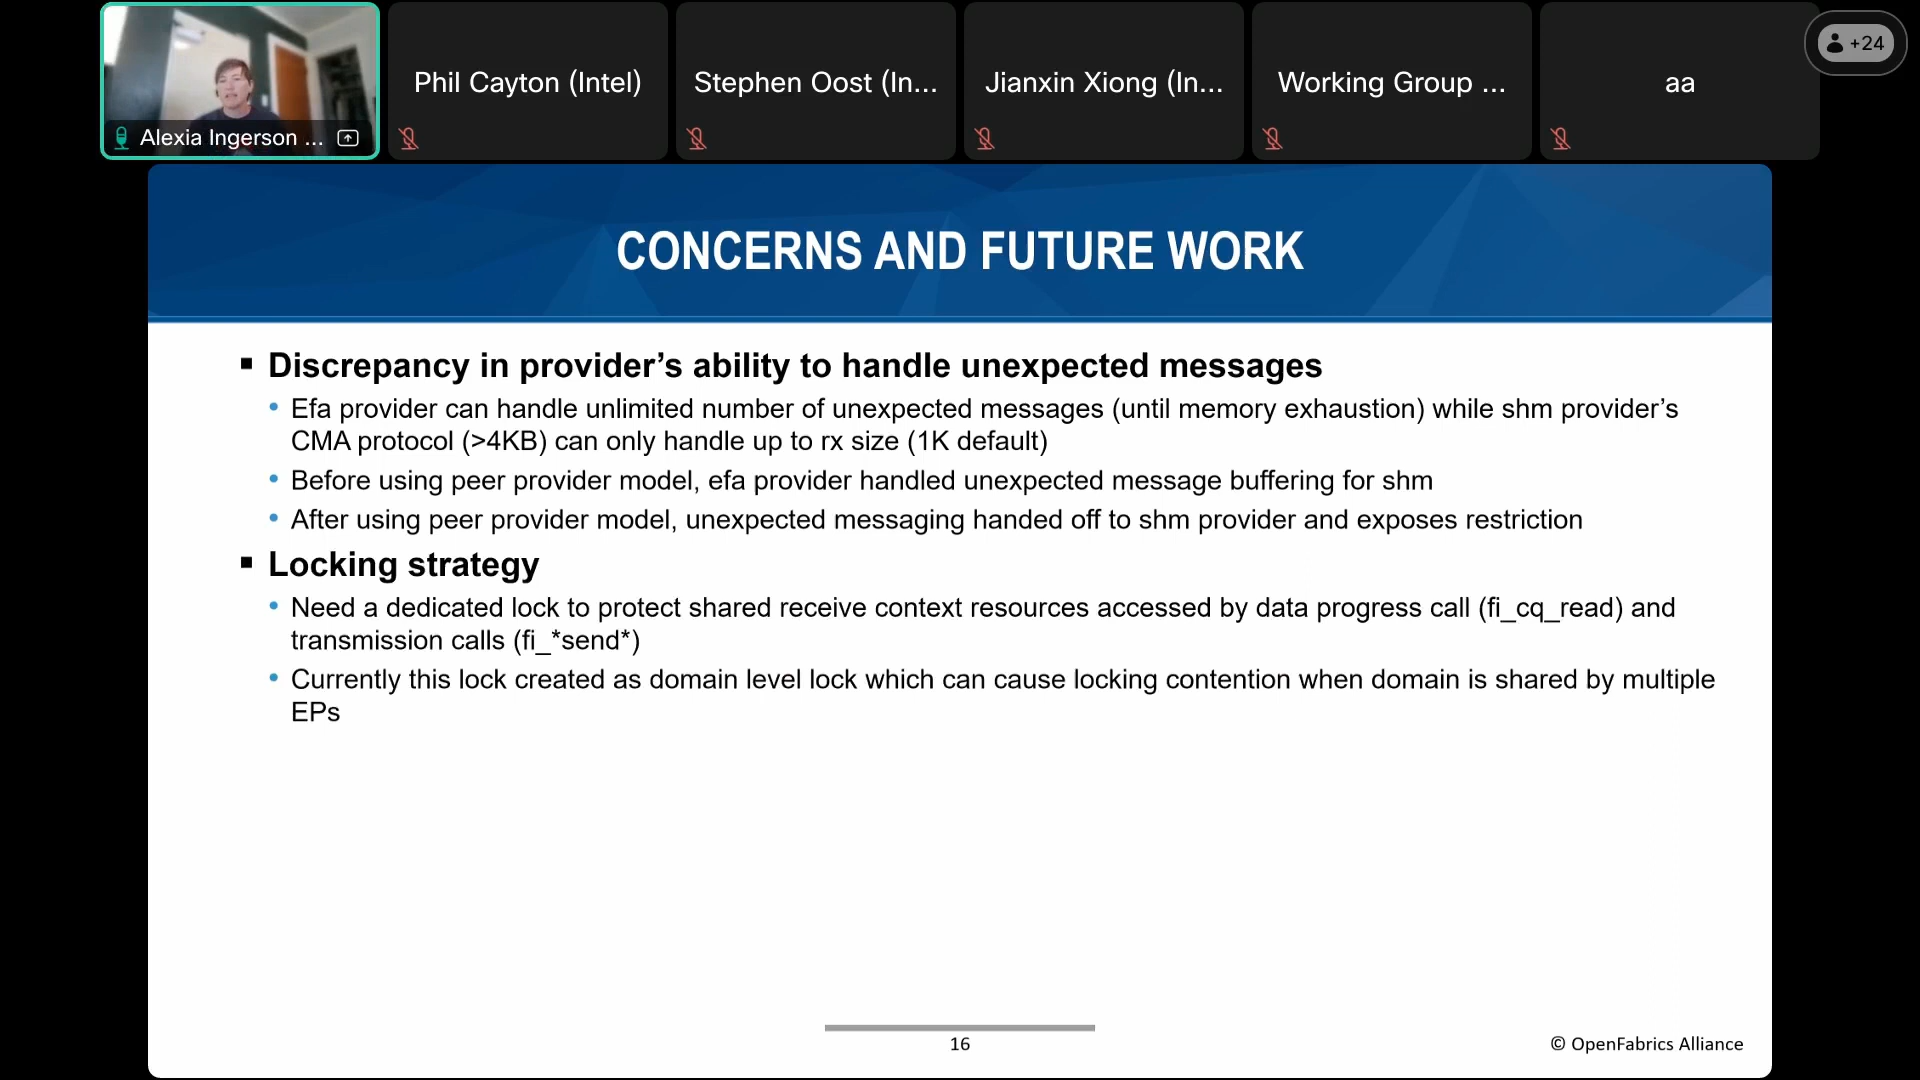 Alexia Ingerson ...
Phil Cayton (Intel)
Stephen Oost (In...
Jianxin Xiong (In...
Working Group ...
aa
+24
CONCERNS AND FUTURE WORK
Discrepancy in provider’s ability to handle unexpected messages
Efa provider can handle unlimited number of unexpected messages (until memory exhaustion) while shm provider’s
CMA protocol (>4KB) can only handle up to rx size (1K default)
Before using peer provider model, efa provider handled unexpected message buffering for shm
After using peer provider model, unexpected messaging handed off to shm provider and exposes restriction
Locking strategy
Need a dedicated lock to protect shared receive context resources accessed by data progress call (fi_cq_read) and
transmission calls (fi_*send*)
Currently this lock created as domain level lock which can cause locking contention when domain is shared by multiple
EPs
16
© OpenFabrics Alliance